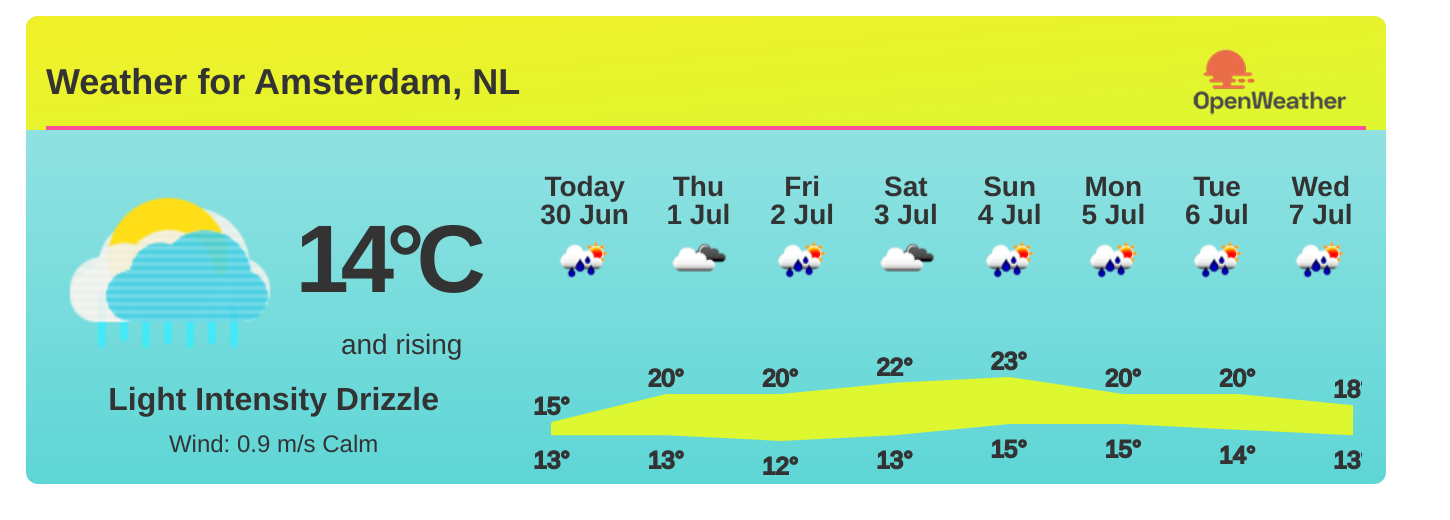 Weather for Amsterdam, NL
OpenWeather
14°C
and rising
Light Intensity Drizzle
Wind: 0.9 m/s Calm
Today Thu Fri Sat Sun Mon Tue Wed
30 Jun 1 Jul 2 Jul 3 Jul 4 Jul 5 Jul 6 Jul 7 Jul
15° 20° 20° 22° 23° 20° 20° 18°
13° 13° 12° 13° 15° 15° 14° 13°